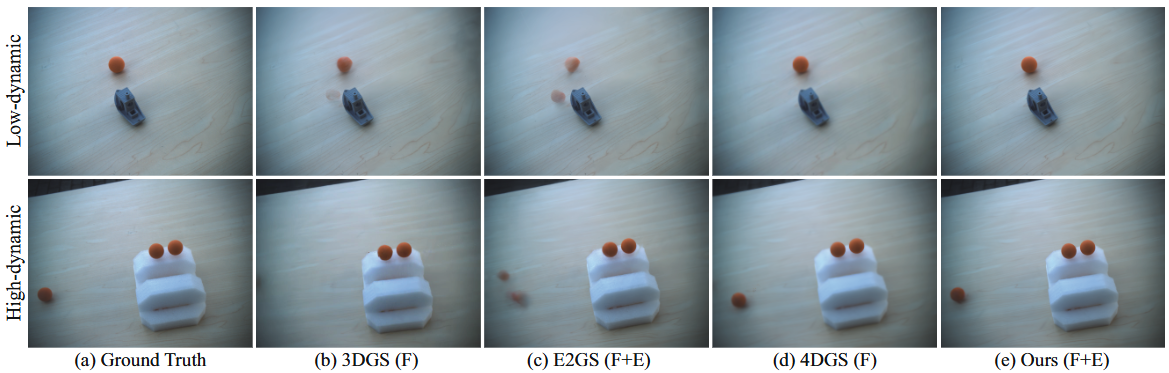 Low-dynamic
High-dynamic
(a) Ground Truth
(b) 3DGS (F)
(c) E2GS (F+E)
(d) 4DGS (F)
(e) Ours (F+E)